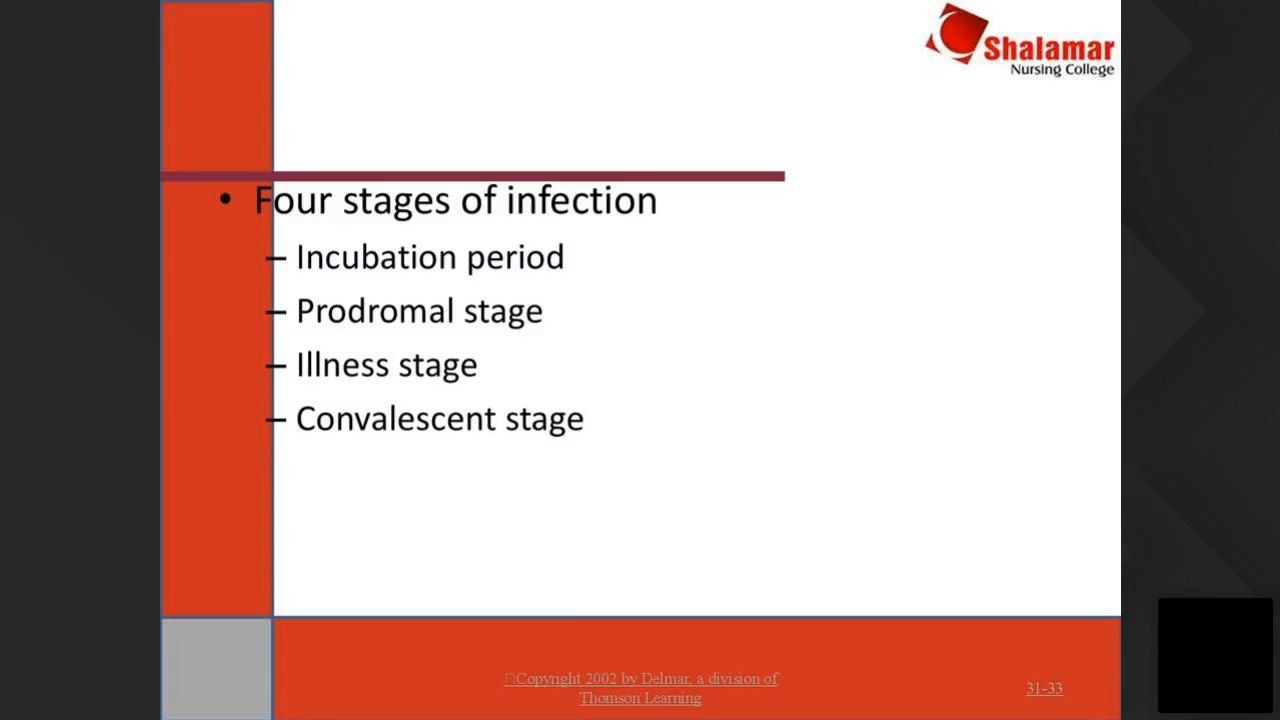 Shalamar
Nursing College
• Four stages of infection
– Incubation period
– Prodromal stage
– Illness stage
– Convalescent stage
Copyright 2002 by Delmar, a division of
Thomson Learning
31-33